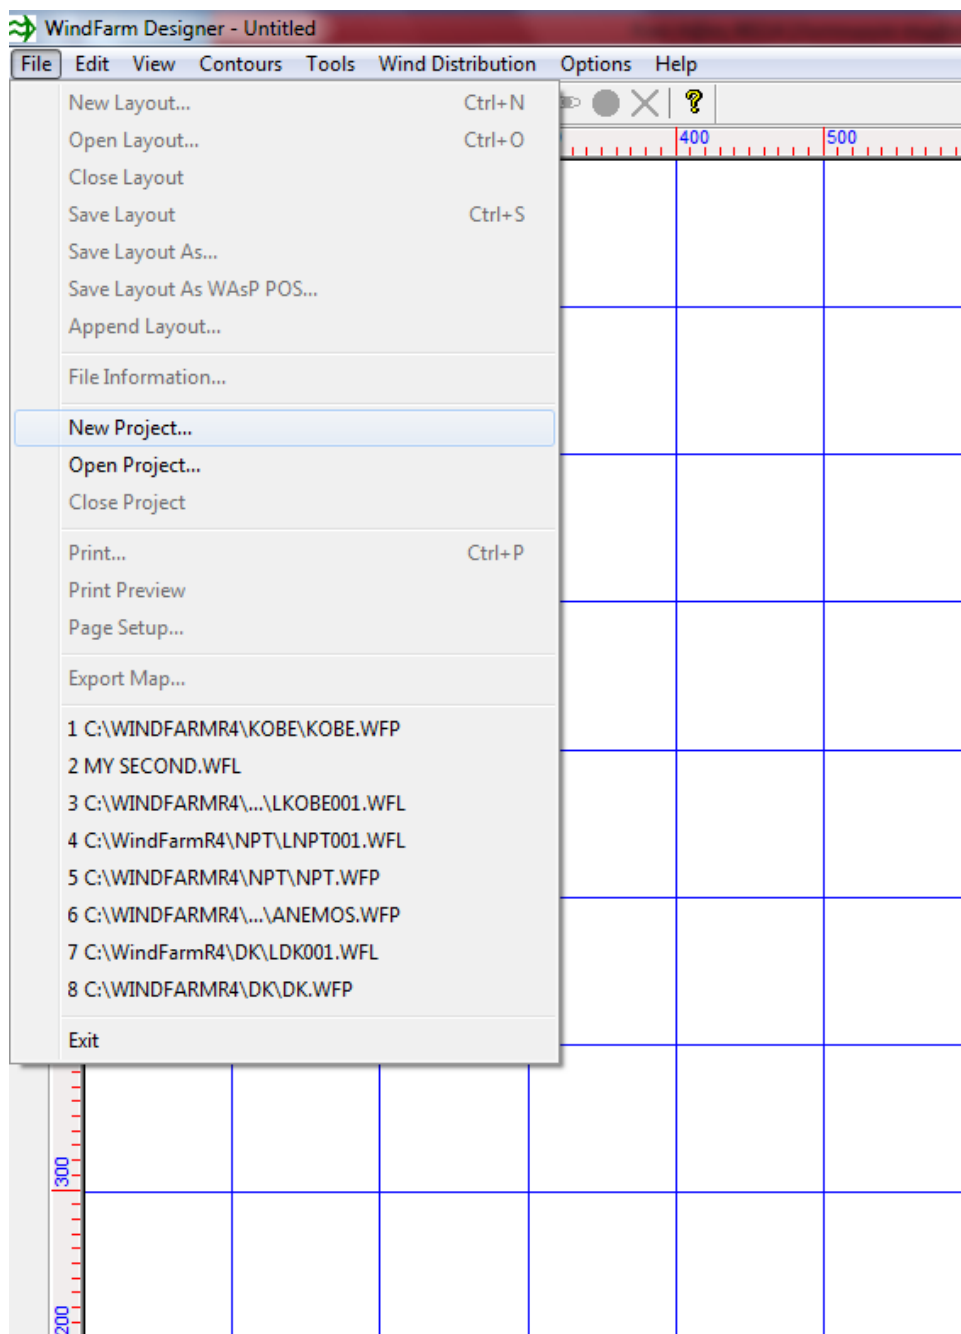 WindFarm Designer - Untitled
File Edit View Contours Tools Wind Distribution Options Help
New Layout... Ctrl+N
Open Layout... Ctrl+O
Close Layout
Save Layout Ctrl+S
Save Layout As...
Save Layout As WAsP POS...
Append Layout...
File Information...
New Project...
Open Project...
Close Project
Print... Ctrl+P
Print Preview
Page Setup...
Export Map...
1 C:\WINDFARMR4\KOBE\KOBE.WFP
2 MY SECOND.WFL
3 C:\WINDFARMR4\...\LKOBE001.WFL
4 C:\WindFarmR4\NPT\LNPT001.WFL
5 C:\WINDFARMR4\NPT\NPT.WFP
6 C:\WINDFARMR4\...\ANEMOS.WFP
7 C:\WindFarmR4\DK\LDK001.WFL
8 C:\WINDFARMR4\DK\DK.WFP
Exit
?
400 500
300
200